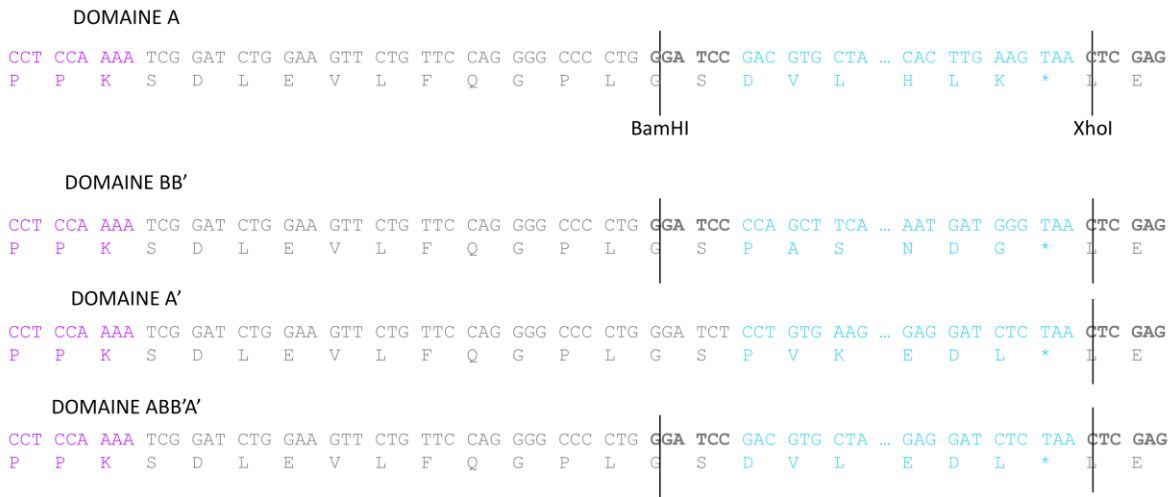 DOMAINE A
CCT CCA AAA TCG GAT CTG GAA GTT CTG TTC CAG GGG CCC CTG GGA TCC GAC GTG CTA … CAC TTG AAG TAA CTC GAG
P P K S D L E V L F Q G P L G S D V L H L K * L E
BamHI XhoI
DOMAINE BB’
CCT CCA AAA TCG GAT CTG GAA GTT CTG TTC CAG GGG CCC CTG GGA TCC CCA GCT TCA … AAT GAT GGG TAA CTC GAG
P P K S D L E V L F Q G P L G S P A S N D G * L E
DOMAINE A’
CCT CCA AAA TCG GAT CTG GAA GTT CTG TTC CAG GGG CCC CTG GGA TCT CCT GTG AAG … GAG GAT CTC TAA CTC GAG
P P K S D L E V L F Q G P L G S P V K E D L * L E
DOMAINE ABB’A’
CCT CCA AAA TCG GAT CTG GAA GTT CTG TTC CAG GGG CCC CTG GGA TCC GAC GTG CTA … GAG GAT CTC TAA CTC GAG
P P K S D L E V L F Q G P L G S D V L E D L * L E